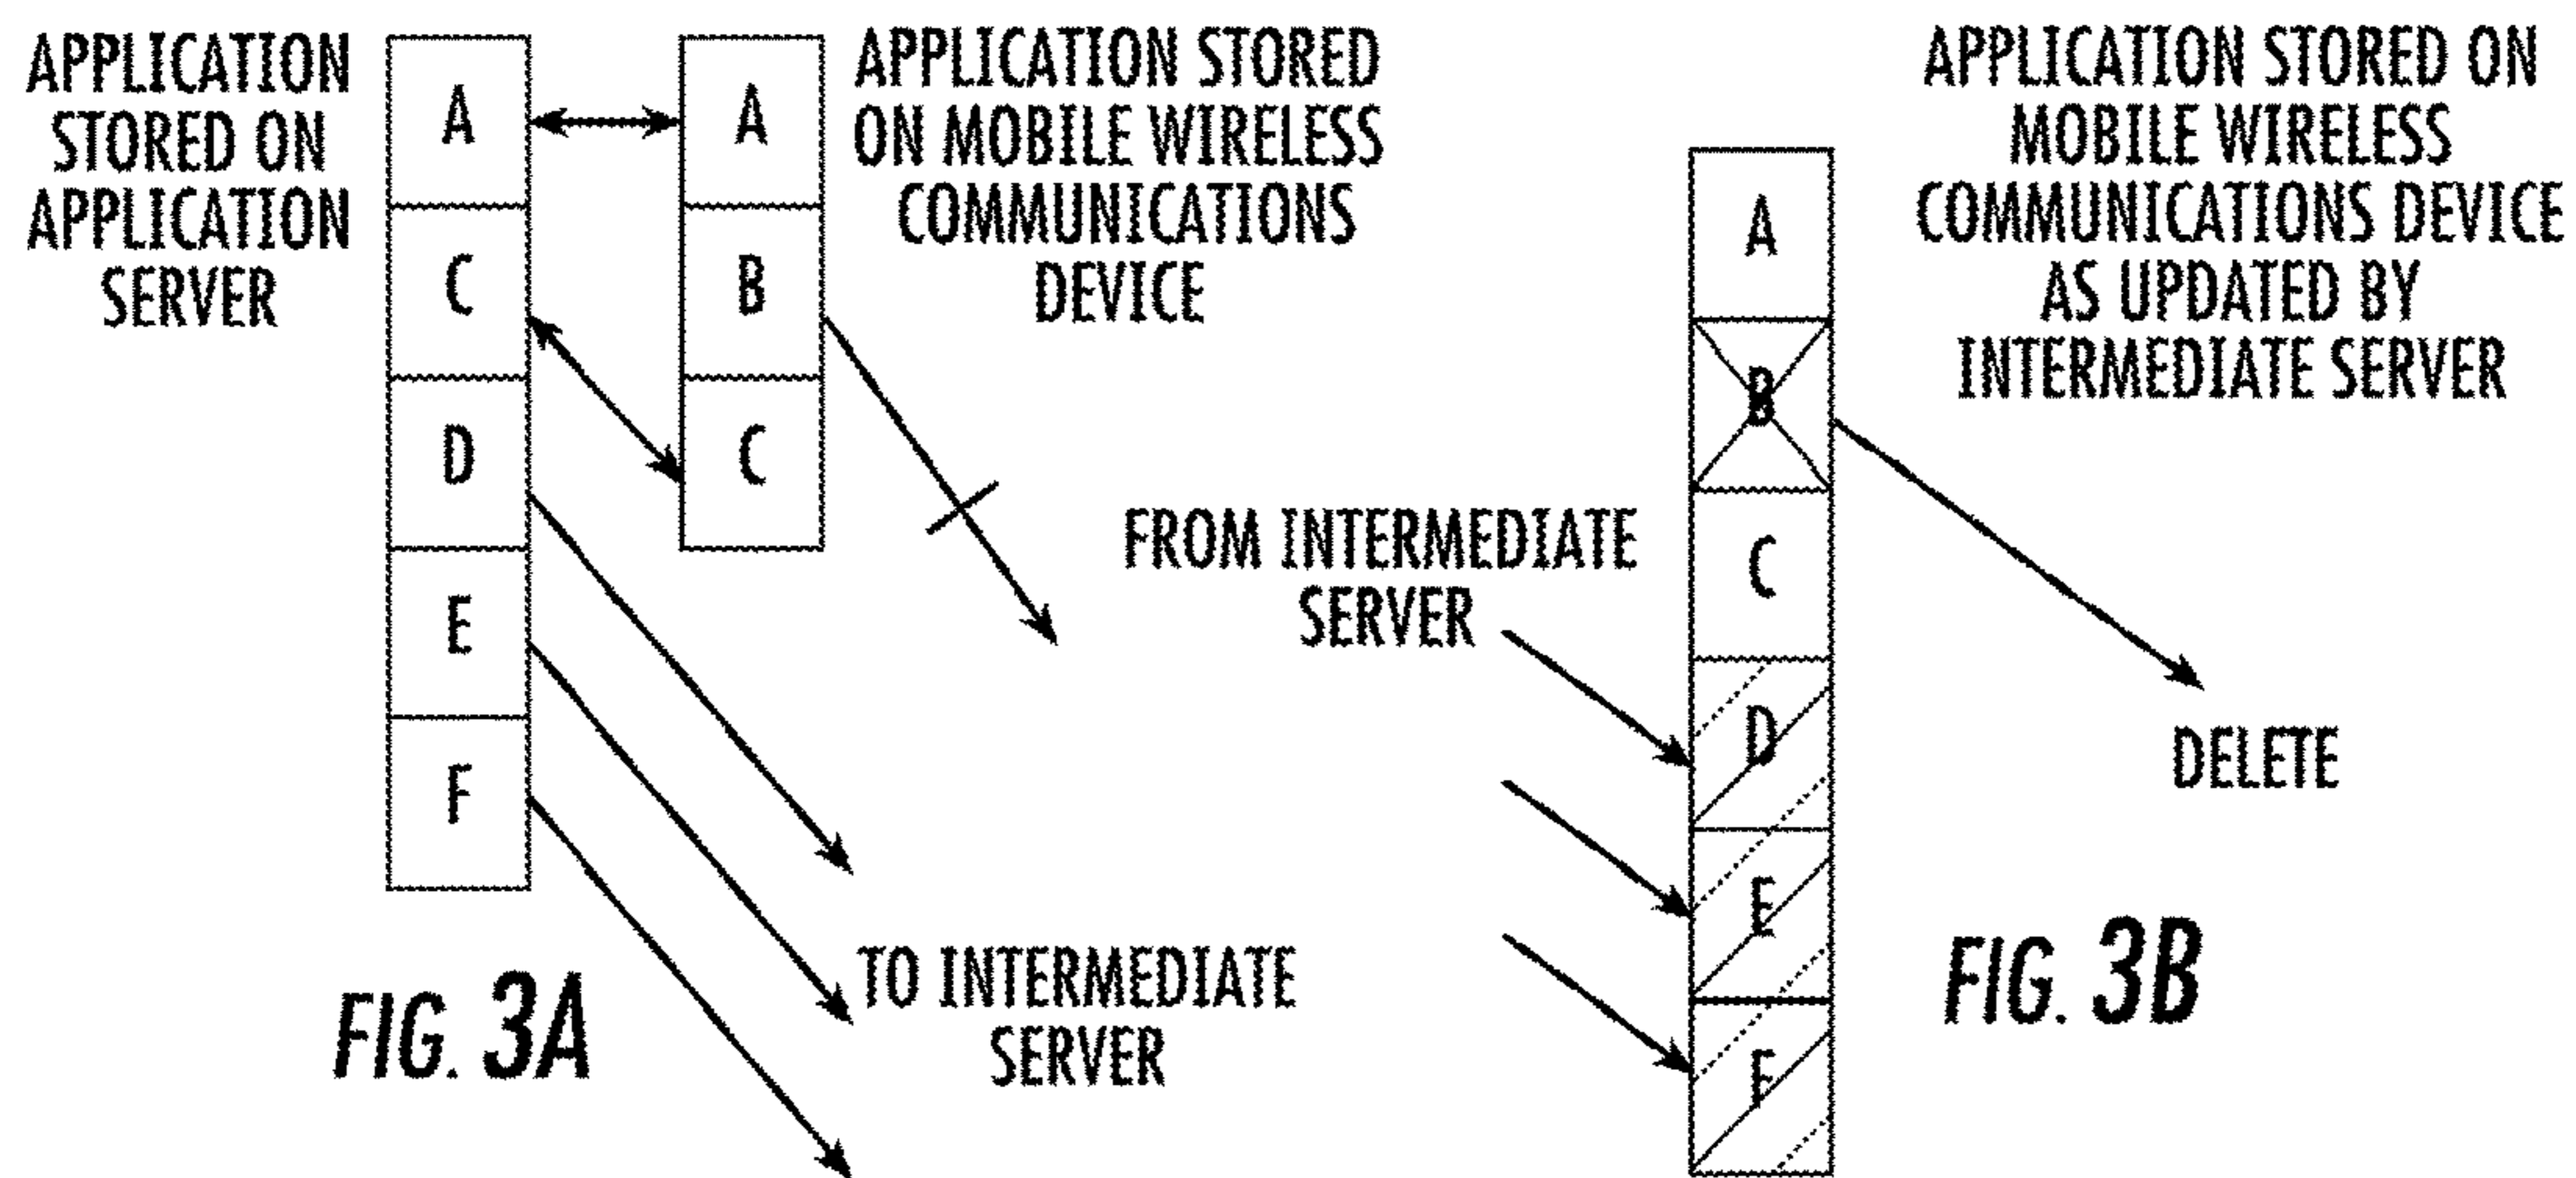 APPLICATION
STORED ON
APPLICATION
SERVER
A
C
D
E
F
A
B
C
APPLICATION STORED
ON MOBILE WIRELESS
COMMUNICATIONS
DEVICE
TO INTERMEDIATE
SERVER
FIG. 3A
FROM INTERMEDIATE
SERVER
A
B
C
D
E
F
APPLICATION STORED ON
MOBILE WIRELESS
COMMUNICATIONS DEVICE
AS UPDATED BY
INTERMEDIATE SERVER
DELETE
FIG. 3B